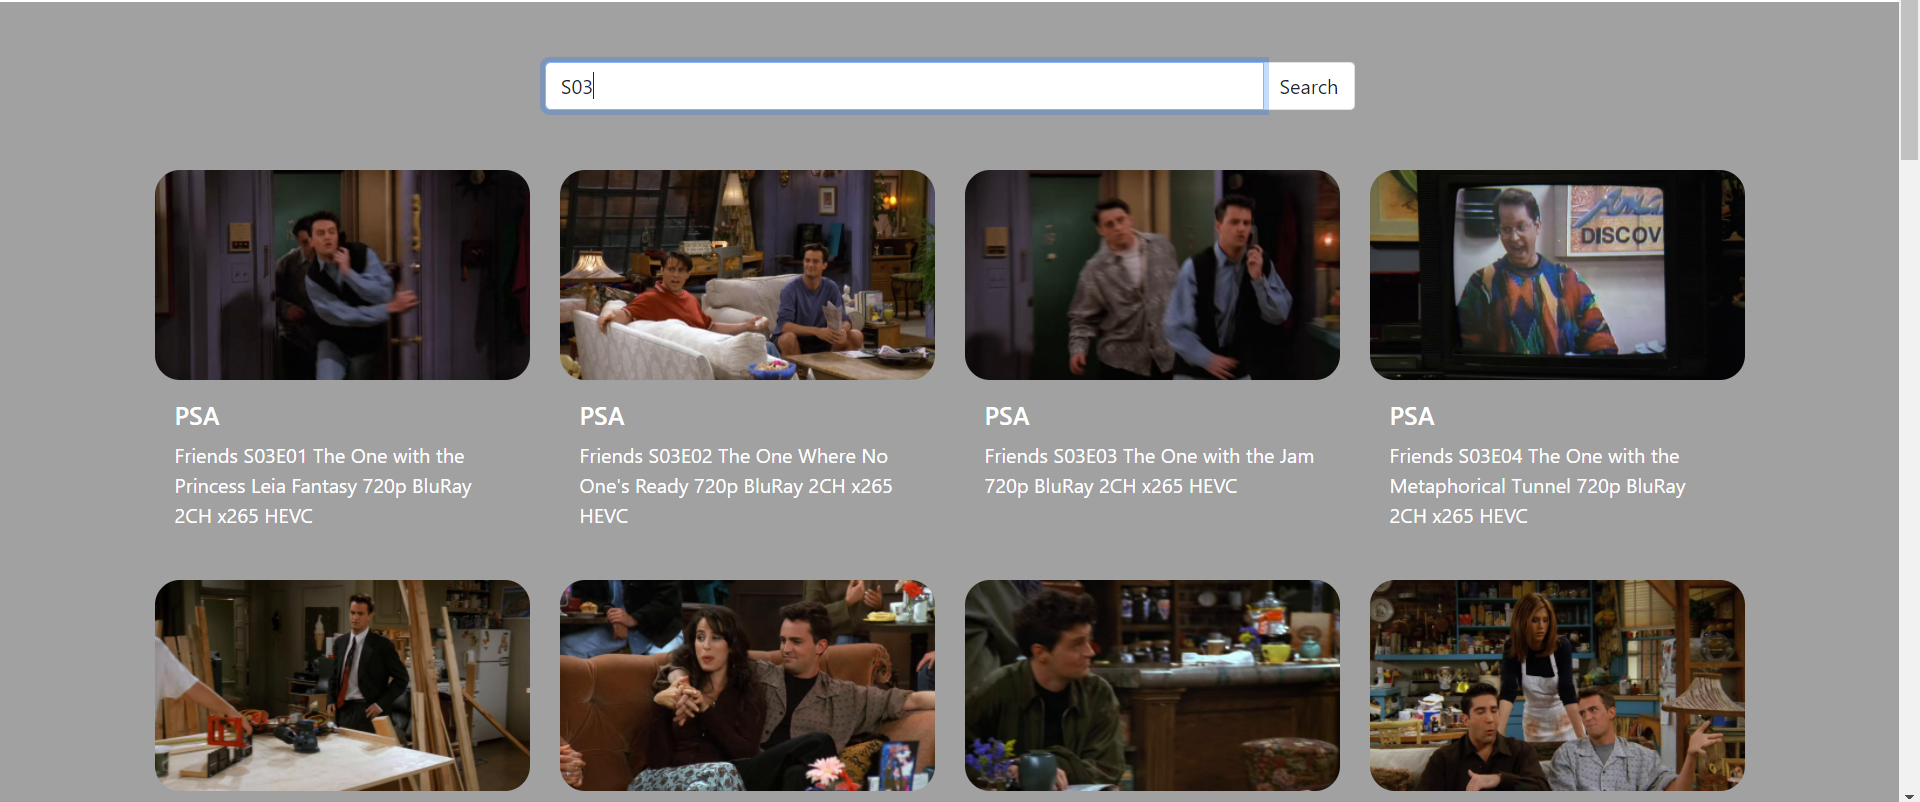 S03
Search
DISCOV
PSA
Friends S03E01 The One with the
Princess Leia Fantasy 720p BluRay
2CH x265 HEVC
PSA
Friends S03E02 The One Where No
One's Ready 720p BluRay 2CH x265
HEVC
PSA
Friends S03E03 The One with the Jam
720p BluRay 2CH x265 HEVC
PSA
Friends S03E04 The One with the
Metaphorical Tunnel 720p BluRay
2CH x265 HEVC